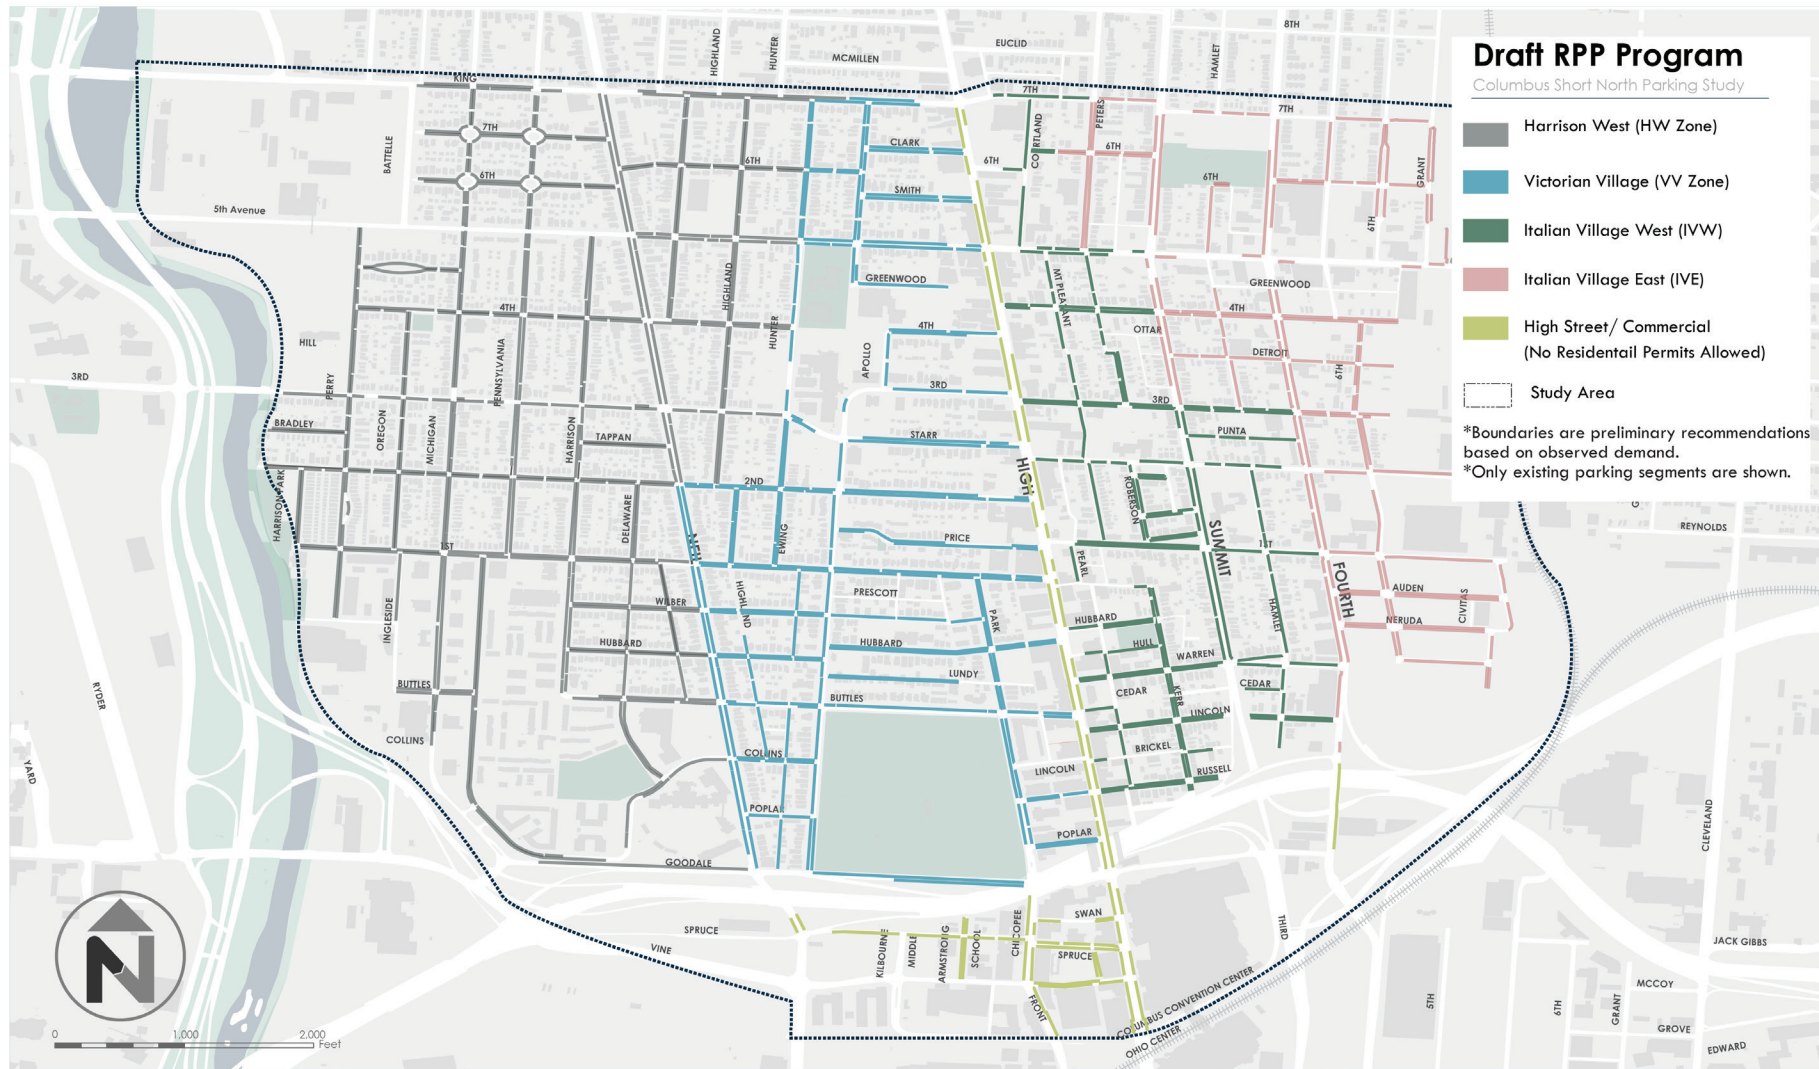 Draft RPP Program
Columbus Short North Parking Study
Harrison West (HW Zone)
Victorian Village (VV Zone)
Italian Village West (IVW)
Italian Village East (IVE)
High Street/ Commercial
(No Residentail Permits Allowed)
Study Area
*Boundaries are preliminary recommendations
based on observed demand.
*Only existing parking segments are shown.
8TH
EUCLID
HIGHLAND
HUNTER
MCMILLEN
HAMLET
KING
7TH
PETERS
7TH
COURTLAND
7TH
CLARK
BATTELLE
6TH
6TH
6TH
6TH
6TH
GRANT
SMITH
5th Avenue
6TH
HIGHLAND
GREENWOOD
MT PLEASANT
GREENWOOD
4TH
4TH
4TH
OTTAR
HUNTER
HILL
APOLLO
DETROIT
PENNSYLVANIA
6TH
3RD
PERRY
3RD
3RD
OREGON
MICHIGAN
HARRISON
BRADLEY
TAPPAN
STARR
PUNTA
HIGH
2ND
ROBERSON
HARRISON PARK
DELAWARE
EWING
SUMMIT
REYNOLDS
PRICE
1ST
1ST
PEARL
FOURTH
PRESCOTT
AUDEN
CIVITAS
WILBER
HIGHLAND
PARK
HAMLET
INGLESIDE
HUBBARD
NERUDA
HUBBARD
HUBBARD
HULL
WARREN
LUNDY
BUTTLES
BUTTLES
CEDAR
KERR
CEDAR
RYDER
LINCOLN
COLLINS
COLLINS
BRICKEL
YARD
LINCOLN
RUSSELL
POPLAR
POPLAR
CLEVELAND
GOODALE
SWAN
THIRD
SPRUCE
VINE
KILBOURNE
MIDDLE
ARMSTRONG
SCHOOL
CHICOPEE
SPRUCE
JACK GIBBS
MCCOY
5TH
6TH
GRANT
FRONT
COLUMBUS CONVENTION CENTER
OHIO CENTER
GROVE
EDWARD
N
0 1,000 2,000
Feet